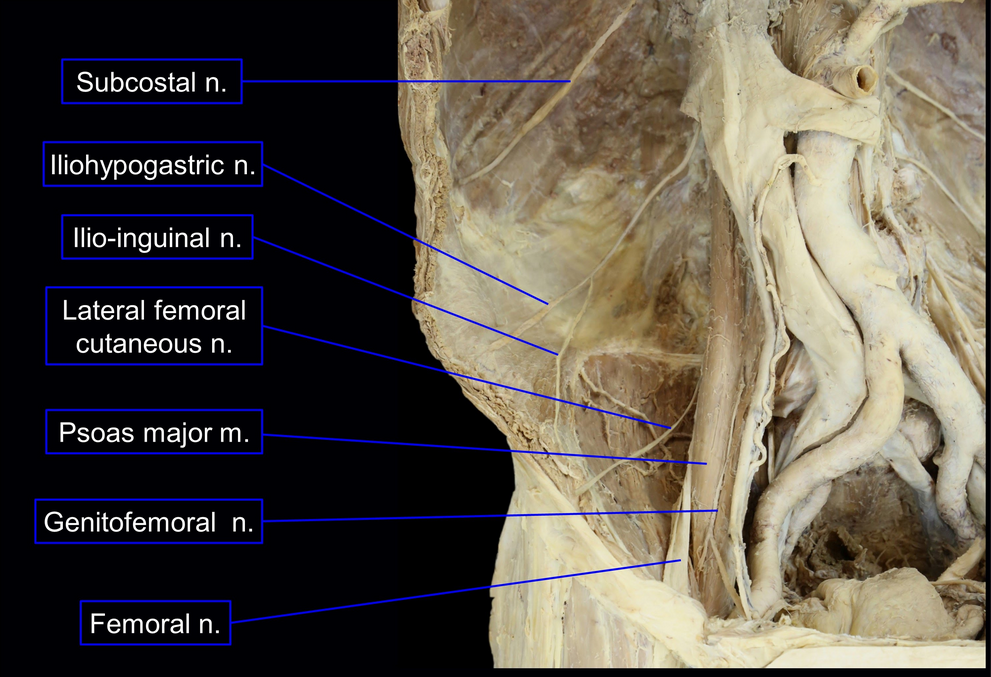 Subcostal n.
Iliohypogastric n.
Ilio-inguinal n.
Lateral femoral
cutaneous n.
Psoas major m.
Genitofemoral n.
Femoral n.